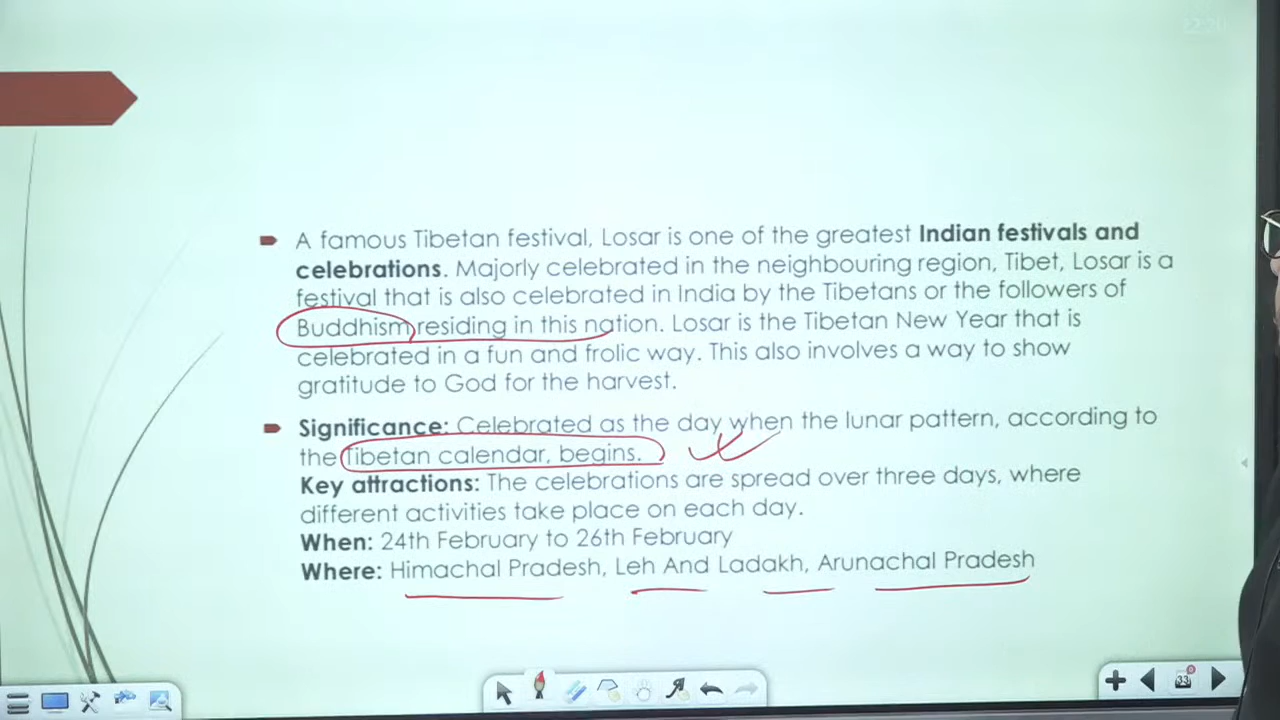 A famous Tibetan festival, Losar is one of the greatest Indian festivals and
celebrations. Majorly celebrated in the neighbouring region, Tibet, Losar is a
festival that is also celebrated in India by the Tibetans or the followers of
Buddhism residing in this nation. Losar is the Tibetan New Year that is
celebrated in a fun and frolic way. This also involves a way to show
gratitude to God for the harvest.
Significance: Celebrated as the day when the lunar pattern, according to
the Tibetan calendar, begins.
Key attractions: The celebrations are spread over three days, where
different activities take place on each day.
When: 24th February to 26th February
Where: Himachal Pradesh, Leh And Ladakh, Arunachal Pradesh
33